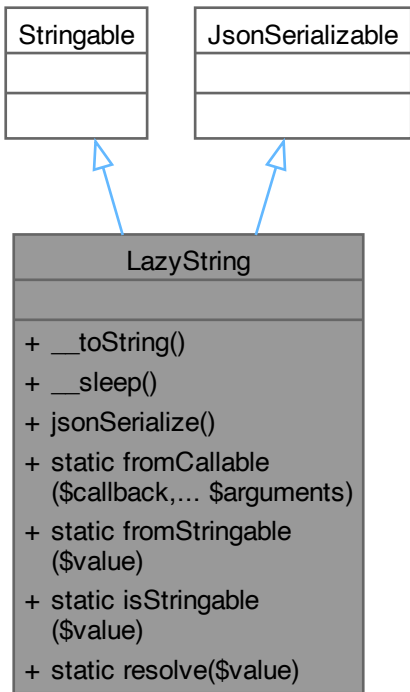 Stringable
JsonSerializable
LazyString
+ __toString()
+ __sleep()
+ jsonSerialize()
+ static fromCallable
($callback,... $arguments)
+ static fromStringable
($value)
+ static isStringable
($value)
+ static resolve($value)